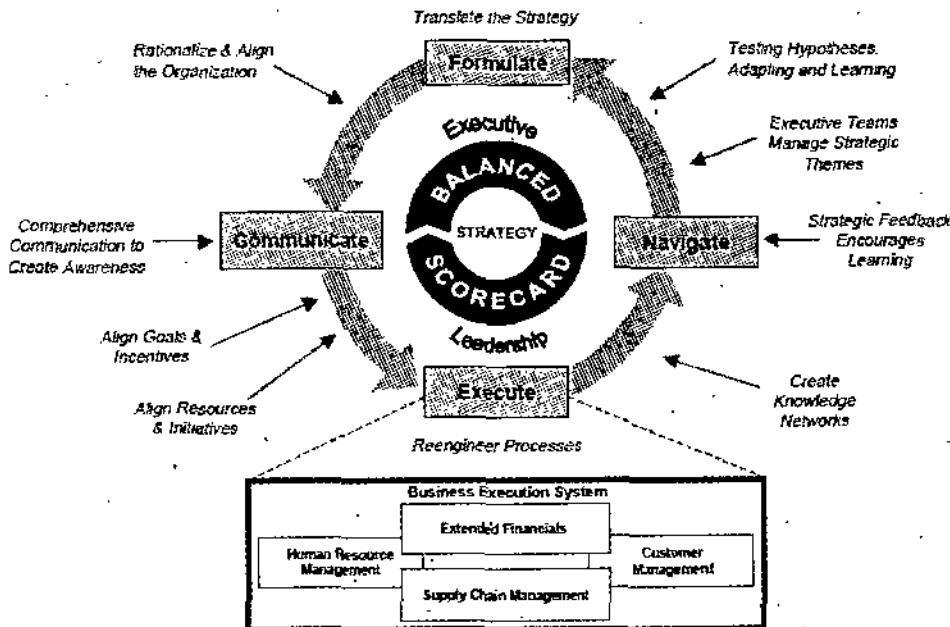 Translate the Strategy
Formulate
Rationalize & Align
the Organization
Testing Hypotheses,
Adapting and Learning
Executive Teams
Manage Strategic
Themes
Executive
BALANCED
STRATEGY
SCORECARD
Leadership
Comprehensive
Communication to
Create Awareness
Communicate
Navigate
Strategic Feedback
Encourages
Learning
Align Goals &
Incentives
Align Resources
& Initiatives
Execute
Create
Knowledge
Networks
Reengineer Processes
Business Execution System
Extended Financials
Human Resource
Management
Customer
Management
Supply Chain Management